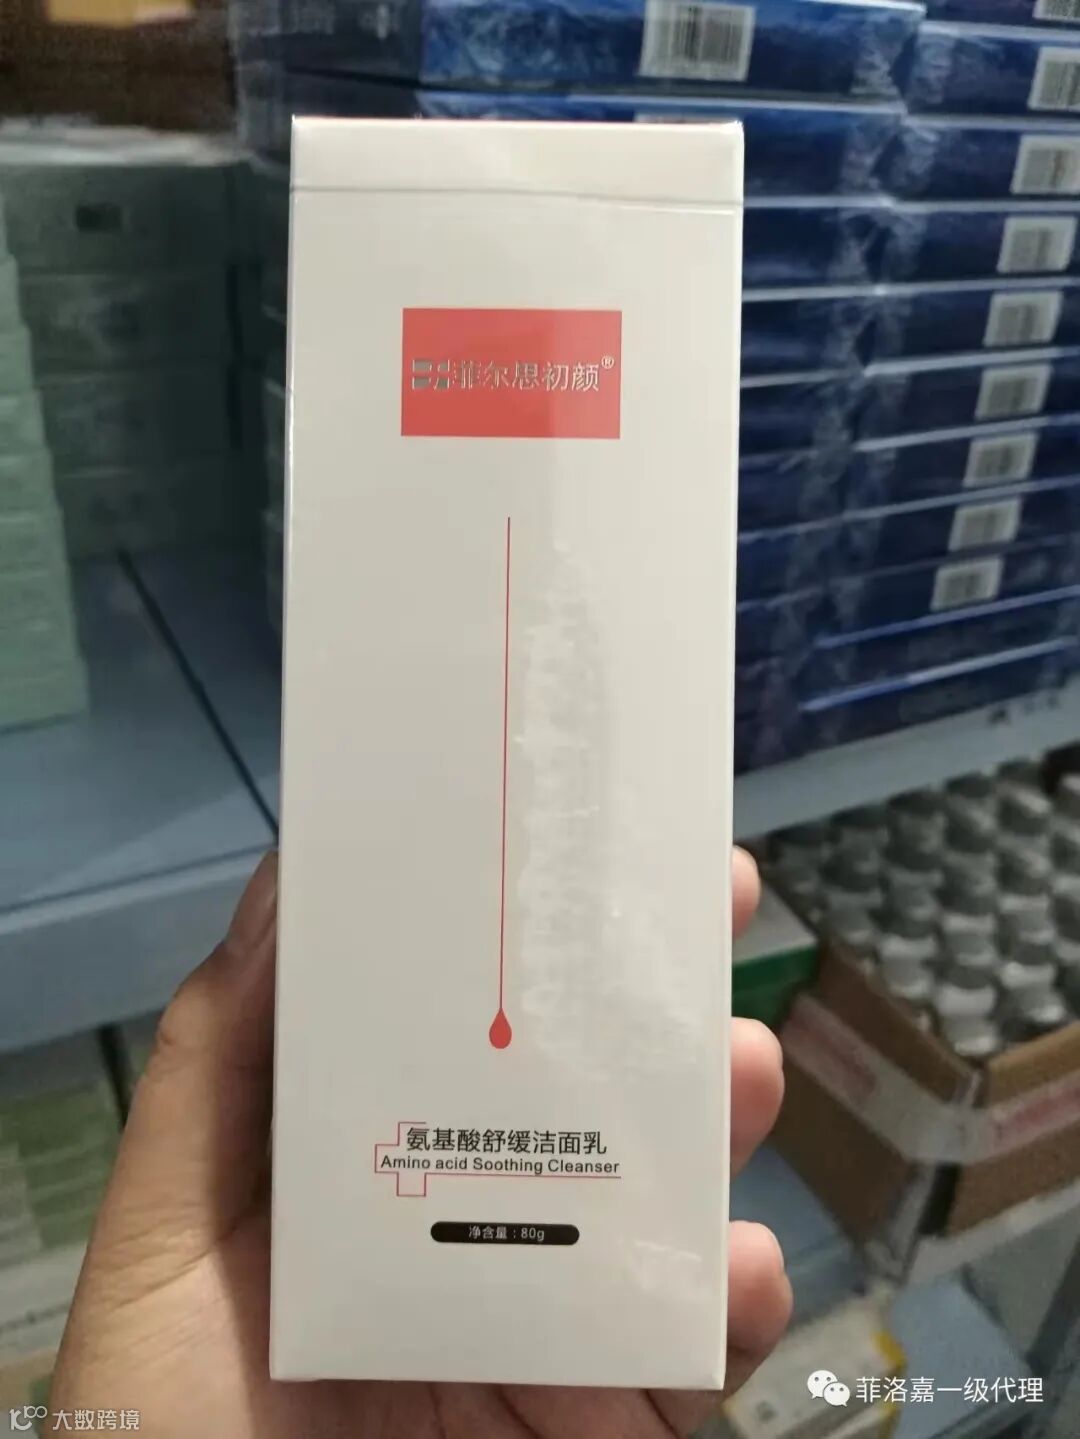 菲尔思初颜®
氨基酸舒缓洁面乳
Amino acid Soothing Cleanser
净含量：80g
菲洛嘉一级代理
大数跨境